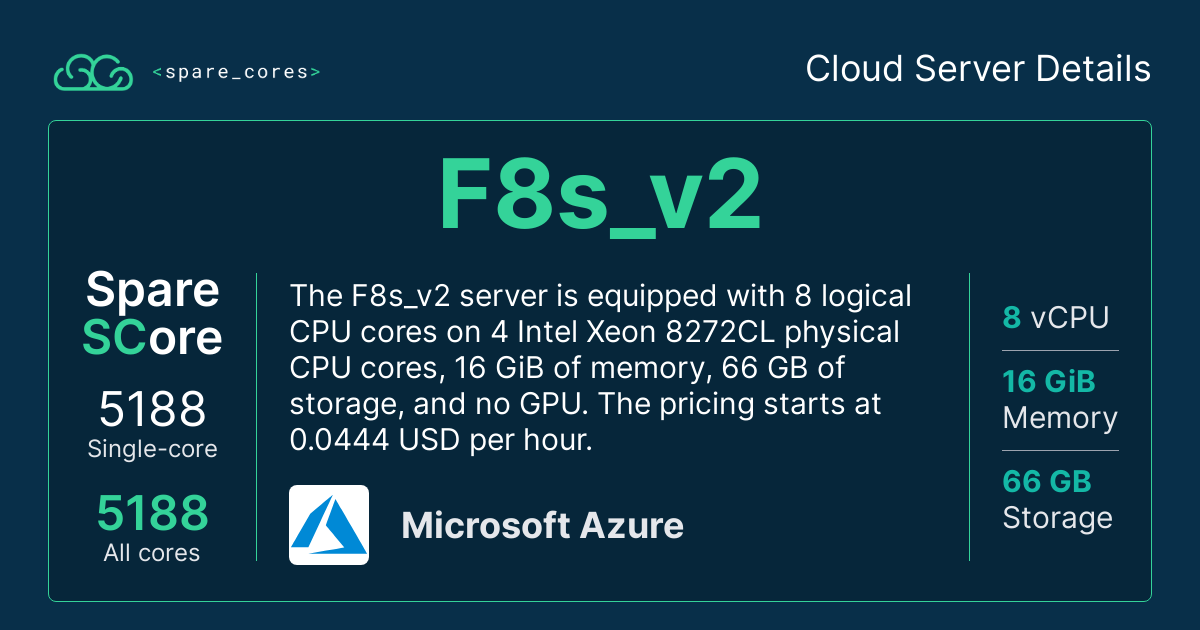 <spare_cores>
Cloud Server Details
F8s_v2
Spare
SCore
5188
Single-core
5188
All cores
The F8s_v2 server is equipped with 8 logical
CPU cores on 4 Intel Xeon 8272CL physical
CPU cores, 16 GiB of memory, 66 GB of
storage, and no GPU. The pricing starts at
0.0444 USD per hour.
Microsoft Azure
8 vCPU
16 GiB
Memory
66 GB
Storage